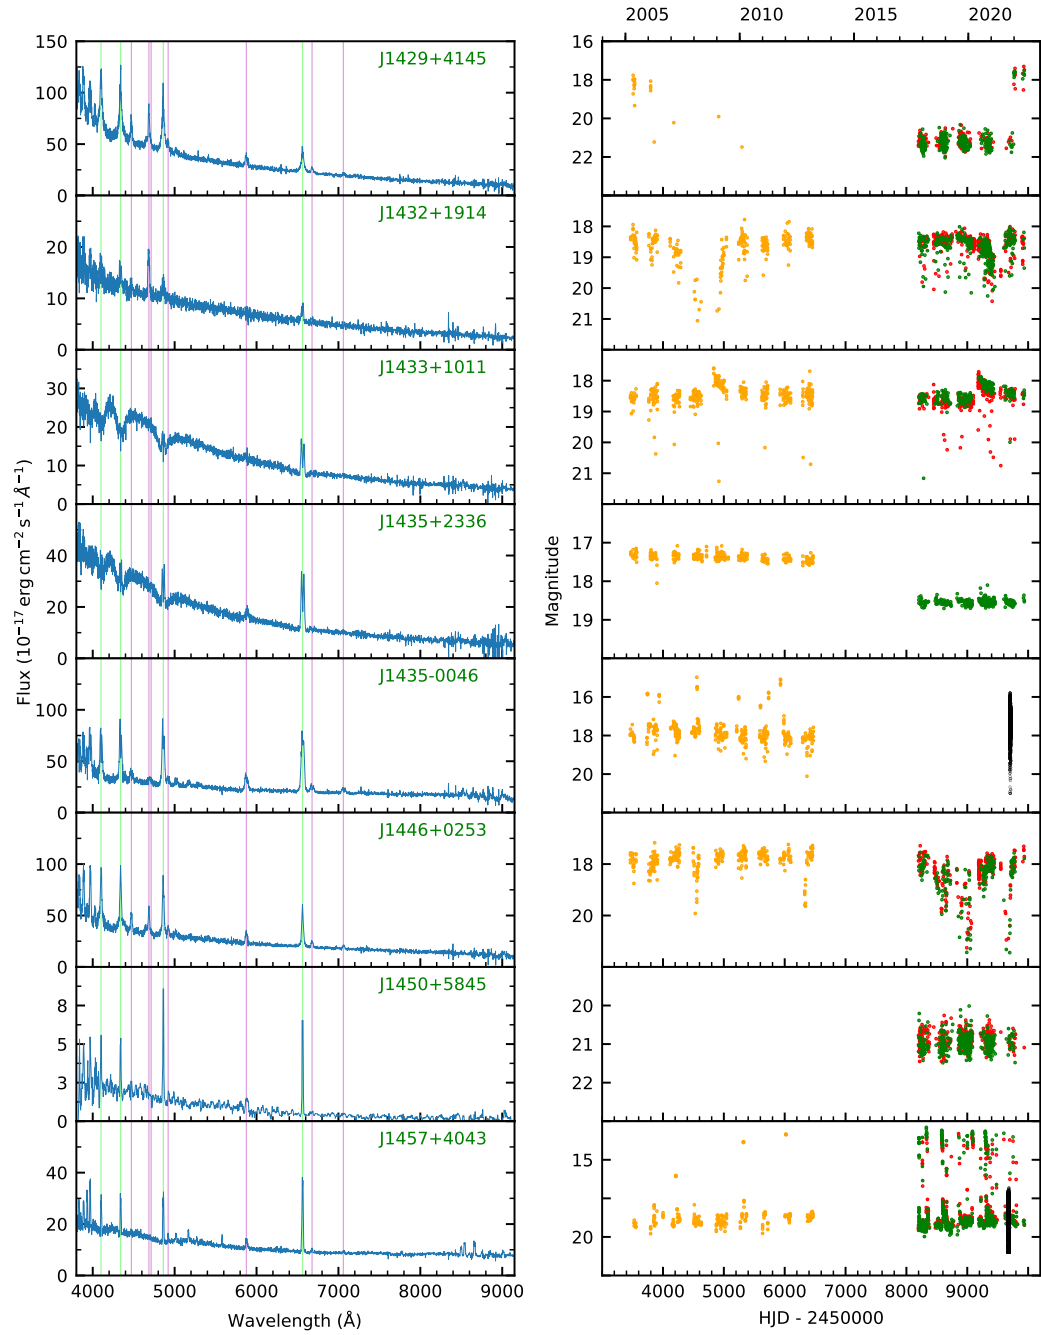 2005 2010 2015 2020
150 J1429+4145 16
100 18
50 20
22
0
J1432+1914
20 18
19
10 20
21
0
J1433+1011
30 18
20 19
10 20
21
0
J1435+2336
40 17
20 18
19
0
J1435-0046
100 16
50 18
20
0
J1446+0253
100 18
50 20
0
J1450+5845
8 20
5 21
3 22
0
J1457+4043
40 15
20 20
0
4000 5000 6000 7000 8000 9000
4000 5000 6000 7000 8000 9000
Wavelength (Å)
HJD - 2450000
Flux (10⁻¹⁷ erg cm⁻² s⁻¹ Å⁻¹)
Magnitude